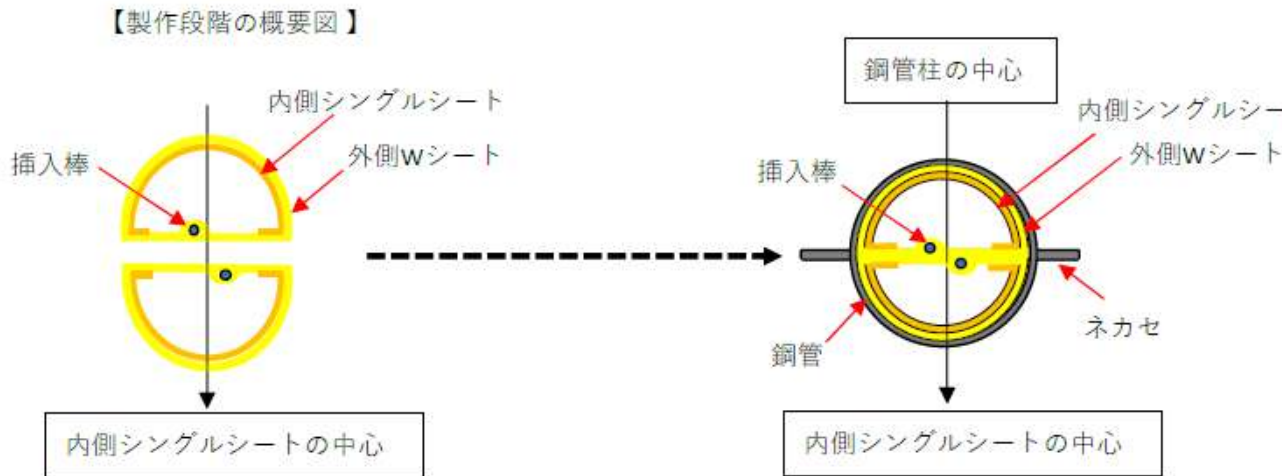 【製作段階の概要図 】
内側シングルシート
外側Wシート
挿入棒
内側シングルシートの中心
鋼管柱の中心
内側シングルシー
外側Wシート
挿入棒
ネカセ
鋼管
内側シングルシートの中心